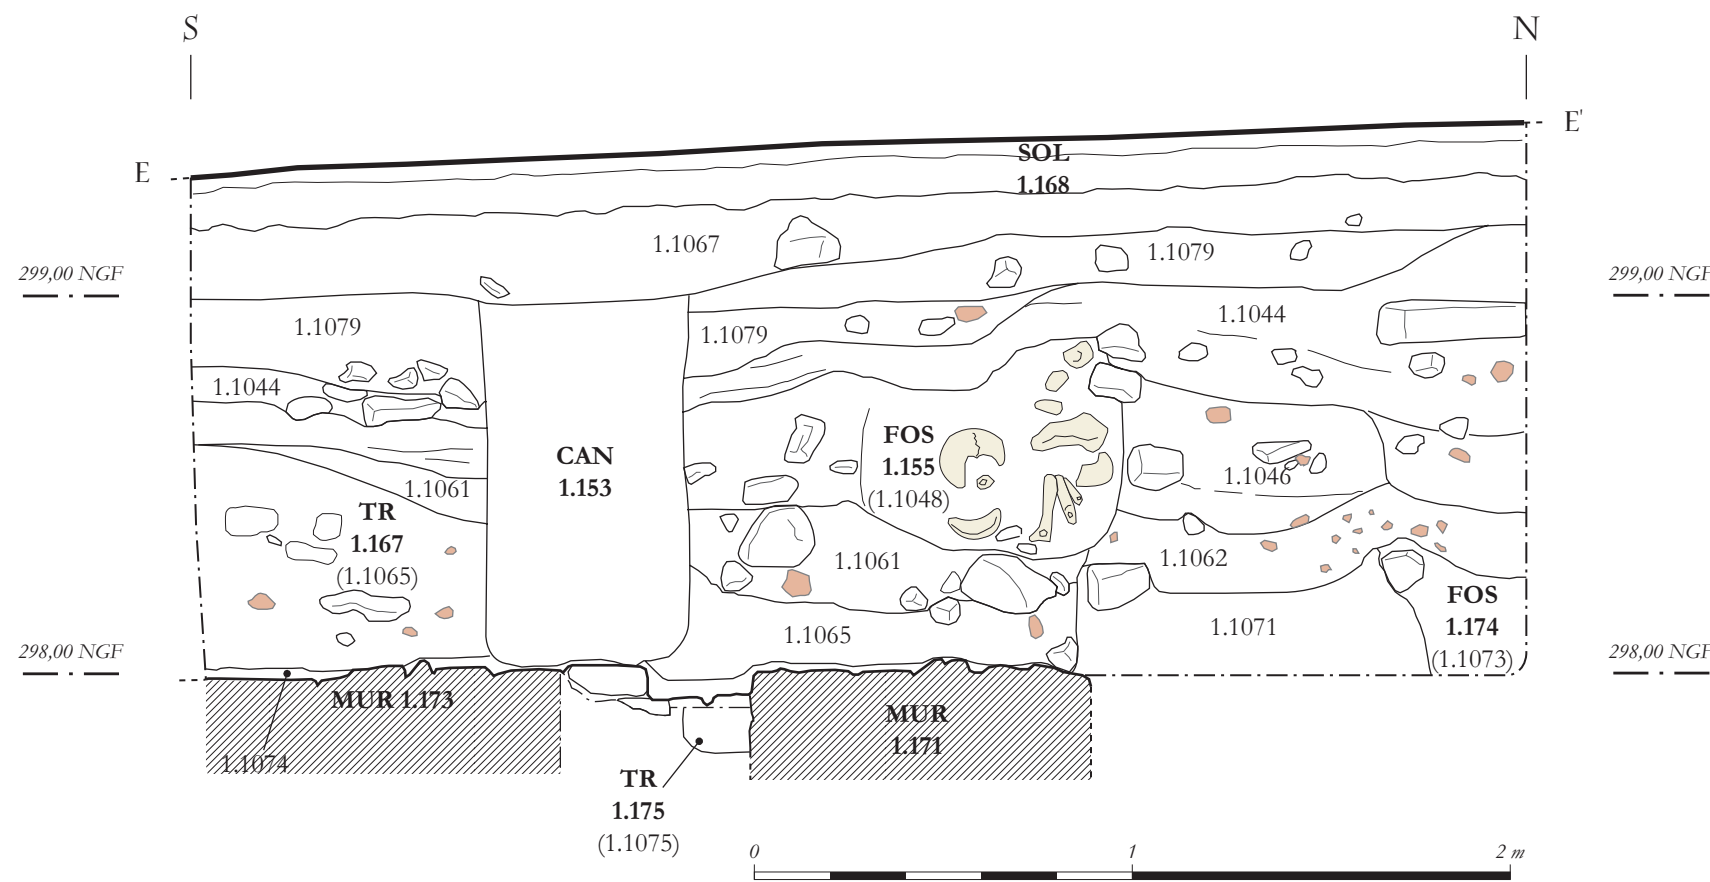 S
N
E'
E
SOL
1.168
1.1067
1.1079
299,00 NGF
299,00 NGF
1.1079
1.1079
1.1044
1.1044
FOS
1.155
(1.1048)
CAN
1.153
1.1046
1.1061
TR
1.167
(1.1065)
1.1061
1.1062
FOS
1.174
(1.1073)
1.1065
1.1071
298,00 NGF
298,00 NGF
MUR 1.173
MUR
1.171
1.1074
TR
1.175
(1.1075)
0
1
2 m